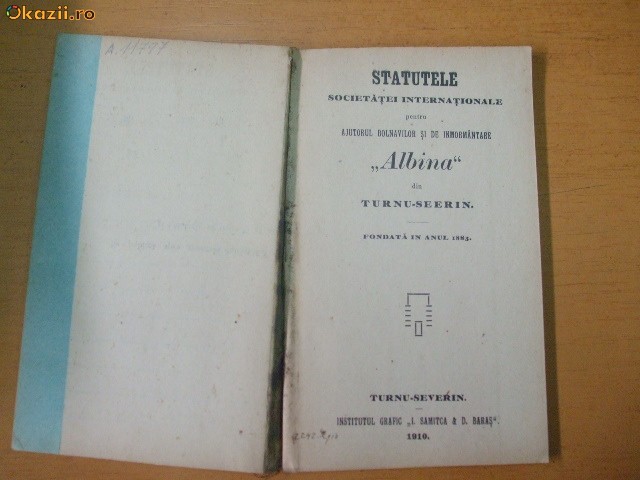 Okazii.ro
A. 11797
STATUTELE
SOCIETĂȚEI INTERNAȚIONALE
pentru
AJUTORUL BOLNAVILOR ȘI DE INMORMÂNTARE
„Albina“
din
TURNU-SEERIN.
FONDATĂ IN ANUL 1883.
TURNU-SEVERIN.
INSTITUTUL GRAFIC „I. SAMITCA & D. BARAȘ“.
1910.